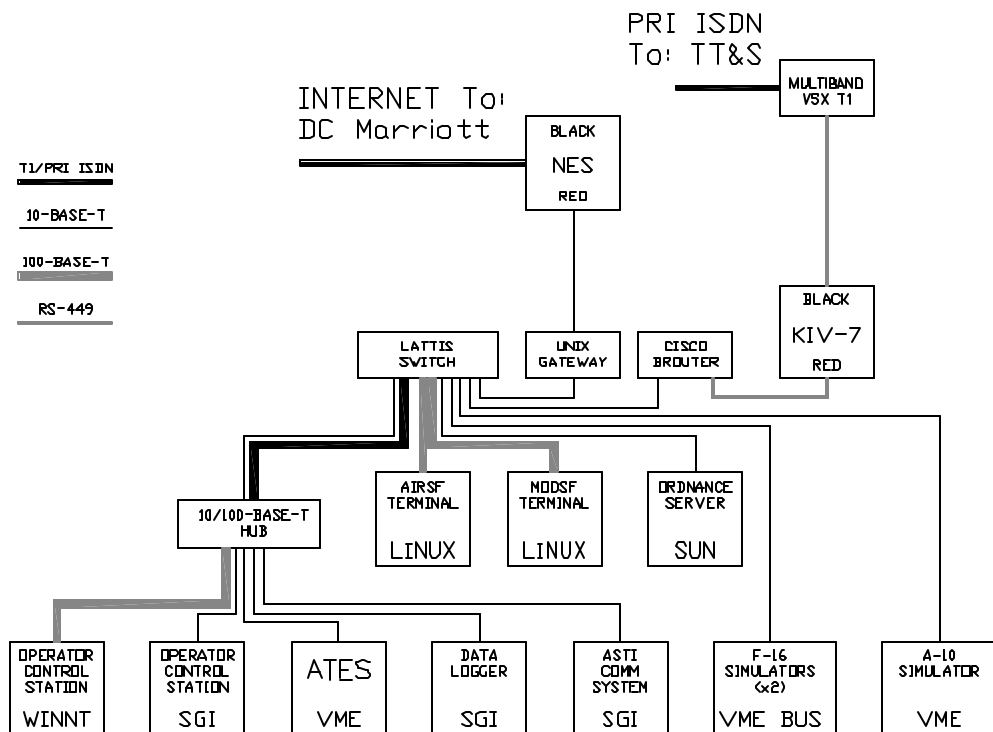 PRI ISDN
To: TT&S
MULTIBAND
VSX T1
INTERNET To:
DC Marriott
BLACK
NES
RED
T1/PRI ISDN
10-BASE-T
100-BASE-T
RS-449
BLACK
KIV-7
RED
LATTIS
SWITCH
UNIX
GATEWAY
CISCO
BROUTER
AIRSF
TERMINAL
LINUX
MODSF
TERMINAL
LINUX
ORDNANCE
SERVER
SUN
10/100-BASE-T
HUB
OPERATOR
CONTROL
STATION
WINNT
OPERATOR
CONTROL
STATION
SGI
ATES
VME
DATA
LOGGER
SGI
ASTI
COMM
SYSTEM
SGI
F-16
SIMULATORS
(x2)
VME BUS
A-10
SIMULATOR
VME